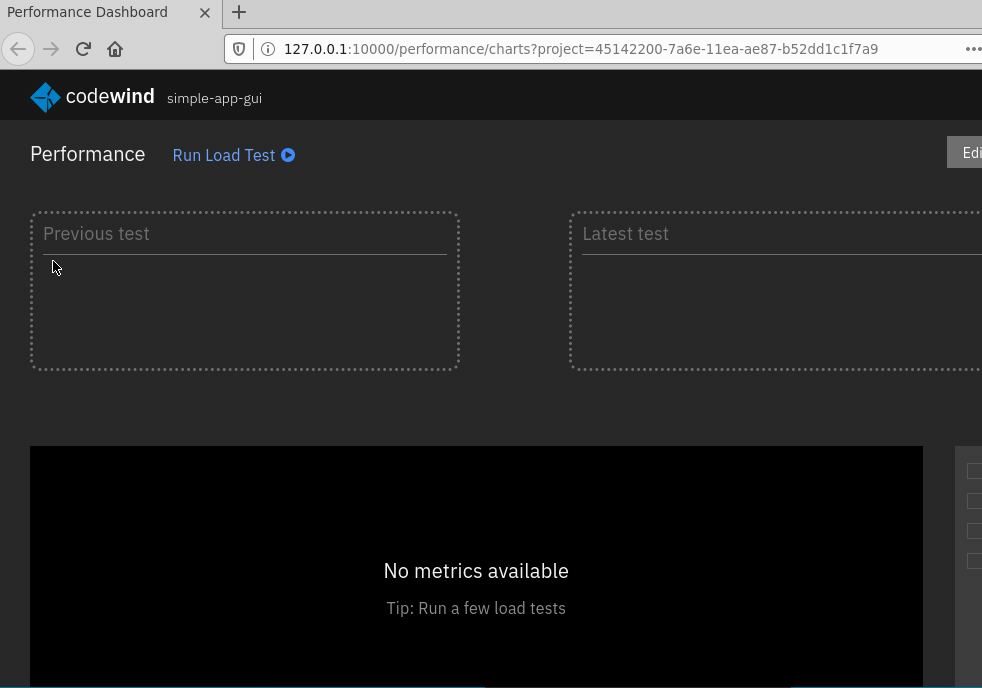 Performance Dashboard
127.0.0.1:10000/performance/charts?project=45142200-7a6e-11ea-ae87-b52dd1c1f7a9
codewind simple-app-gui
Performance Run Load Test
Edi
Previous test
Latest test
No metrics available
Tip: Run a few load tests